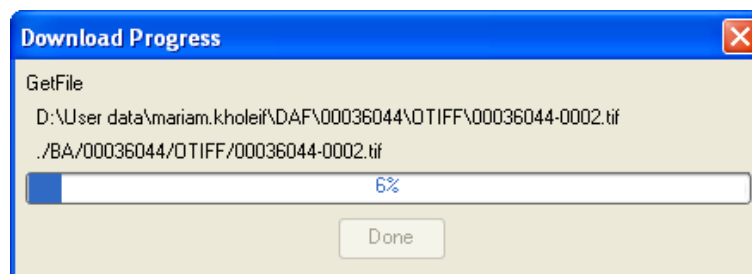 Download Progress
GetFile
D:\User data\mariam.kholeif\DAF\00036044\OTIFF\00036044-0002.tif
./BA/00036044/OTIFF/00036044-0002.tif
6%
Done